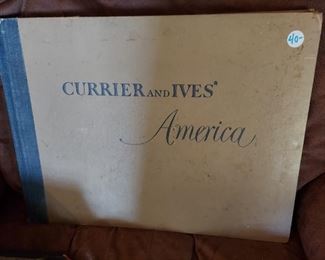 40-
CURRIER AND IVES'
America